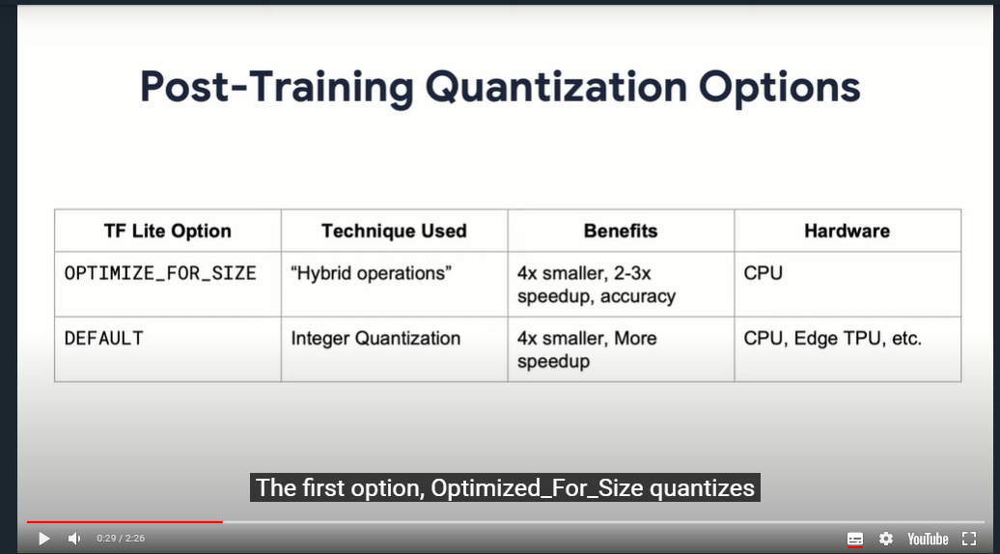 Post-Training Quantization Options
TF Lite Option Technique Used Benefits Hardware
OPTIMIZE_FOR_SIZE “Hybrid operations” 4x smaller, 2-3x CPU
speedup, accuracy
DEFAULT Integer Quantization 4x smaller, More CPU, Edge TPU, etc.
speedup
The first option, Optimized_For_Size quantizes
0:29 / 2:26 YouTube